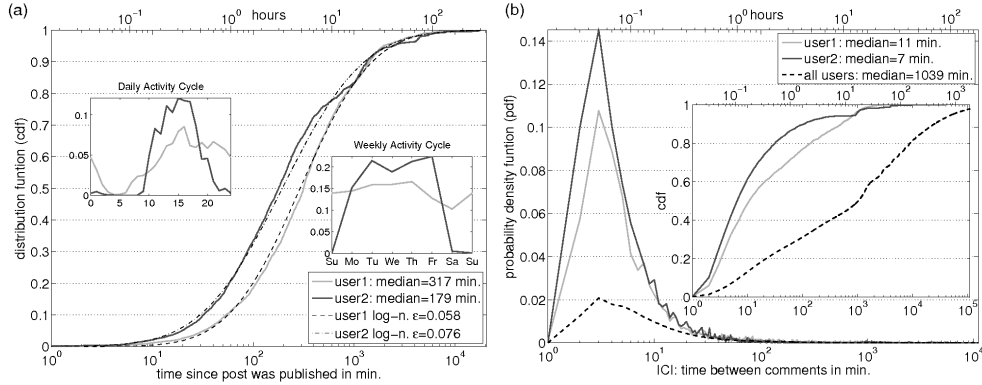 (a)
10^-1 10^0 hours 10^1 10^2
distribution funtion (cdf)
1
0.9
0.8
0.7
0.6
0.5
0.4
0.3
0.2
0.1
0
Daily Activity Cycle
0.1
0.05
0
0 5 10 15 20
Weekly Activity Cycle
0.2
0.15
0.1
0.05
0
Su Mo Tu We Th Fr Sa Su
user1: median=317 min.
user2: median=179 min.
user1 log-n. ε=0.058
user2 log-n. ε=0.076
10^0 10^1 10^2 10^3 10^4
time since post was published in min.
(b)
10^-1 10^0 hours 10^1 10^2
probability density funtion (pdf)
0.14
0.12
0.1
0.08
0.06
0.04
0.02
0
user1: median=11 min.
user2: median=7 min.
all users: median=1039 min.
10^-1 10^0 10^1 10^2 10^3
cdf
1
0.8
0.6
0.4
0.2
0
10^0 10^1 10^2 10^3 10^4 10^5
10^0 10^1 10^2 10^3 10^4
ICI: time between comments in min.